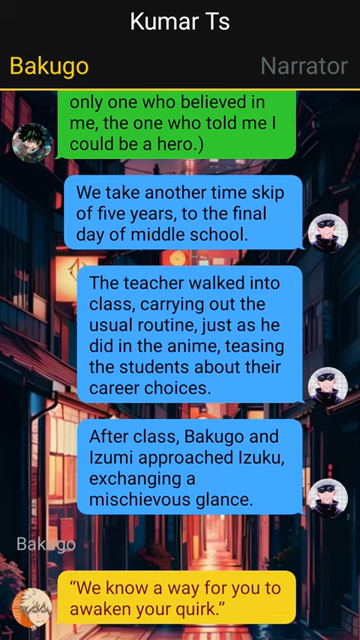 Kumar Ts
Bakugo
Narrator
only one who believed in
me, the one who told me I
could be a hero.)
We take another time skip
of five years, to the final
day of middle school.
The teacher walked into
class, carrying out the
usual routine, just as he
did in the anime, teasing
the students about their
career choices.
After class, Bakugo and
Izumi approached Izuku,
exchanging a
mischievous glance.
Bakugo
“We know a way for you to
awaken your quirk.”